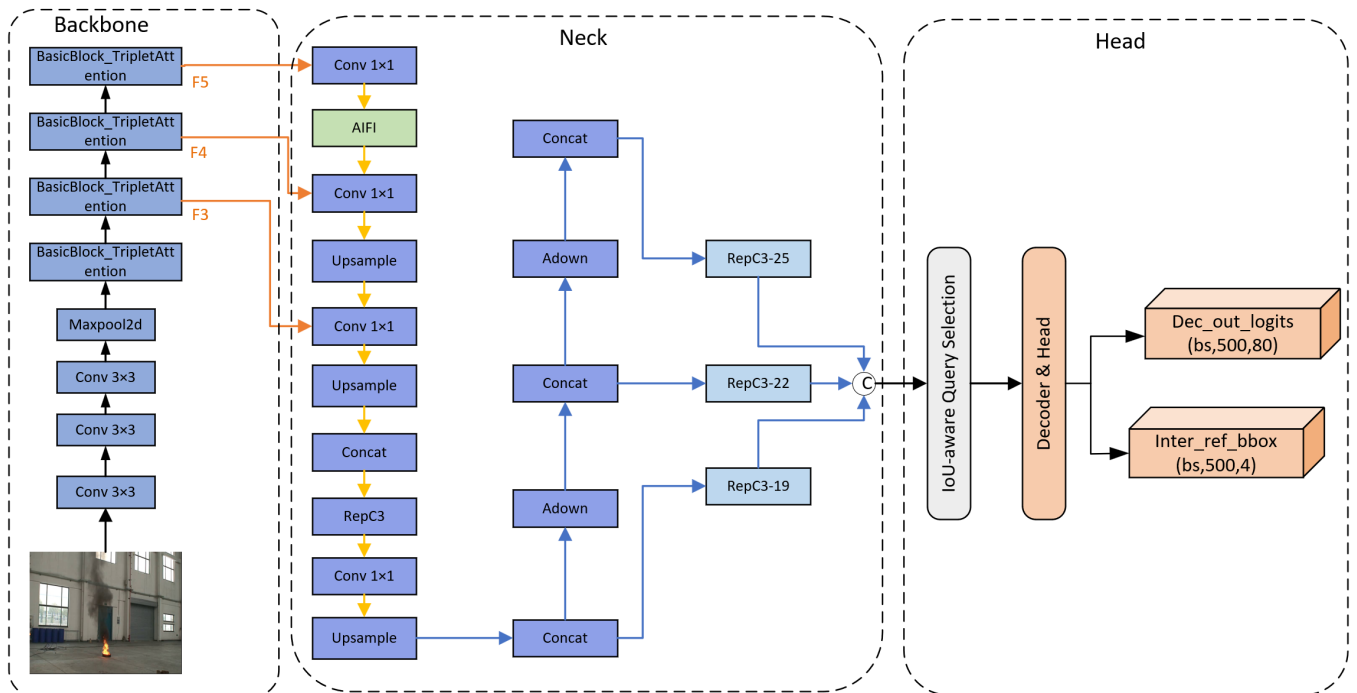 Backbone
BasicBlock_TripletAtt
ention
F5
BasicBlock_TripletAtt
ention
F4
BasicBlock_TripletAtt
ention
F3
BasicBlock_TripletAtt
ention
Maxpool2d
Conv 3×3
Conv 3×3
Conv 3×3
Neck
Conv 1×1
AIFI
Conv 1×1
Upsample
Conv 1×1
Upsample
Concat
RepC3
Conv 1×1
Upsample
Concat
Adown
Concat
Adown
Concat
RepC3-25
RepC3-22
RepC3-19
C
Head
IoU-aware Query Selection
Decoder & Head
Dec_out_logits
(bs,500,80)
Inter_ref_bbox
(bs,500,4)